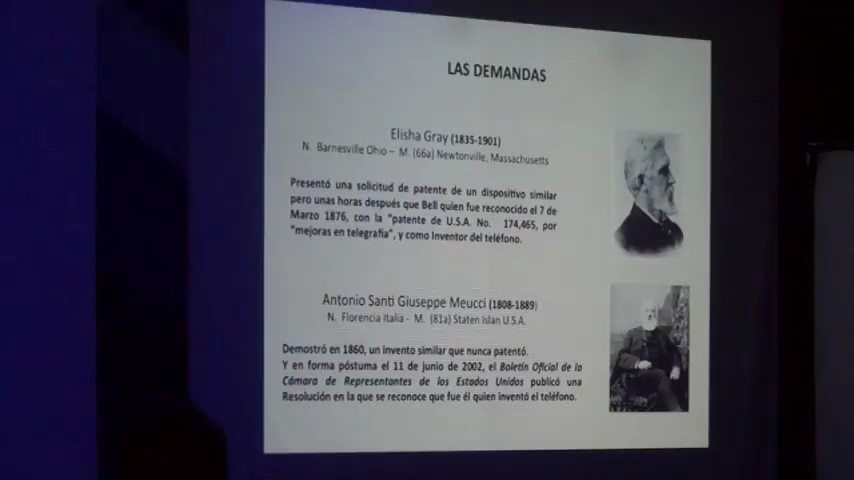 LAS DEMANDAS
Elisha Gray (1835-1901)
N. Barnesville Ohio – M. (66a) Newtonville, Massachusetts
Presentó una solicitud de patente de un dispositivo similar
pero unas horas después que Bell quien fue reconocido el 7 de
Marzo 1876, con la "patente de U.S.A. No. 174,465, por
"mejoras en telegrafía", y como Inventor del teléfono.
Antonio Santi Giuseppe Meucci (1808-1889)
N. Florencia Italia - M. (81a) Staten Islan U.S.A.
Demostró en 1860, un invento similar que nunca patentó.
Y en forma póstuma el 11 de junio de 2002, el Boletín Oficial de la
Cámara de Representantes de los Estados Unidos publicó una
Resolución en la que se reconoce que fue él quien inventó el teléfono.